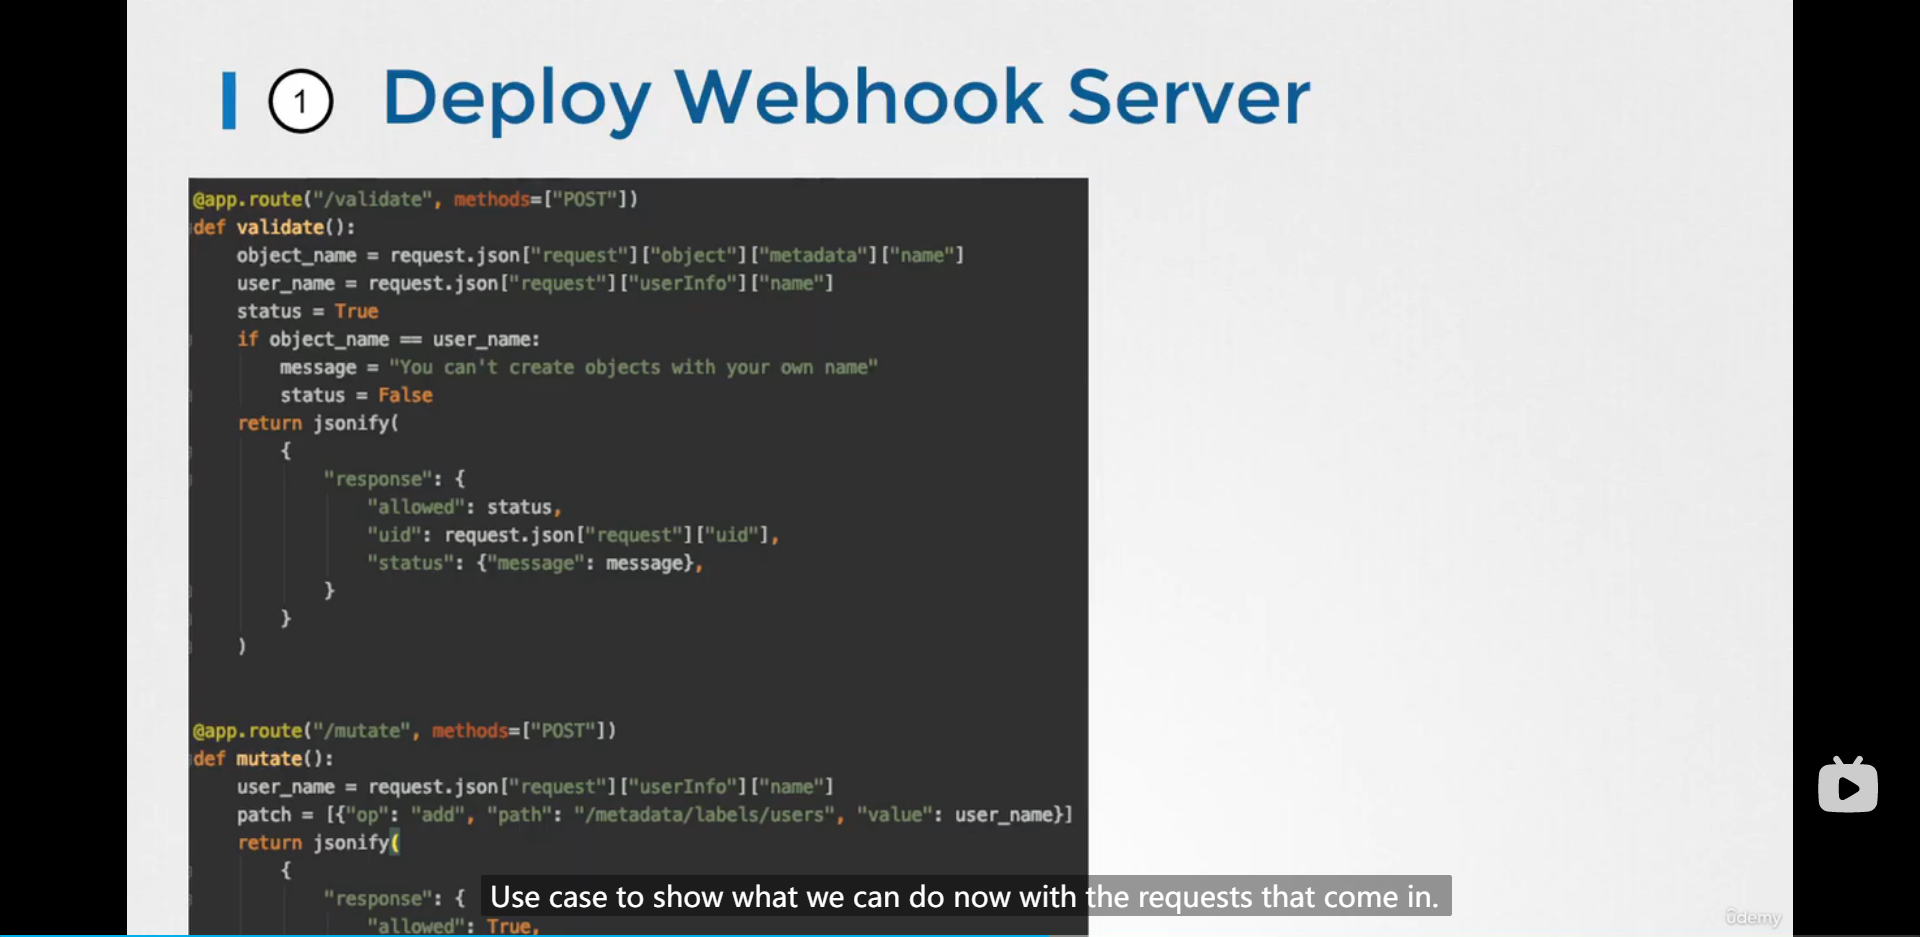 1 Deploy Webhook Server
@app.route("/validate", methods=["POST"])
def validate():
    object_name = request.json["request"]["object"]["metadata"]["name"]
    user_name = request.json["request"]["userInfo"]["name"]
    status = True
    if object_name == user_name:
        message = "You can't create objects with your own name"
        status = False
    return jsonify(
        {
            "response": {
                "allowed": status,
                "uid": request.json["request"]["uid"],
                "status": {"message": message},
            }
        }
    )
@app.route("/mutate", methods=["POST"])
def mutate():
    user_name = request.json["request"]["userInfo"]["name"]
    patch = [{"op": "add", "path": "/metadata/labels/users", "value": user_name}]
    return jsonify(
        {
            "response": {
                "allowed": True,
Use case to show what we can do now with the requests that come in.
ûdemy